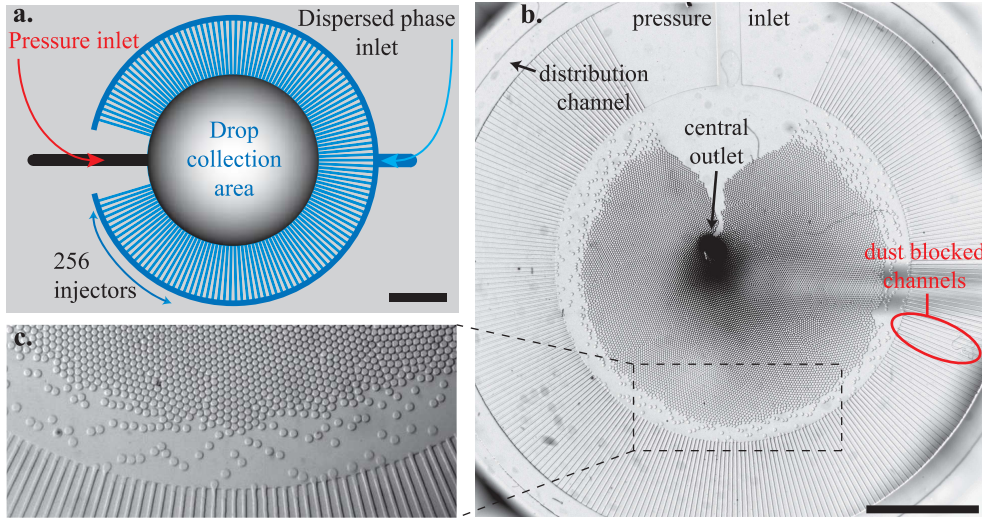 a.
Pressure inlet
Dispersed phase
inlet
Drop
collection
area
256
injectors
b.
pressure inlet
distribution
channel
central
outlet
dust blocked
channels
c.